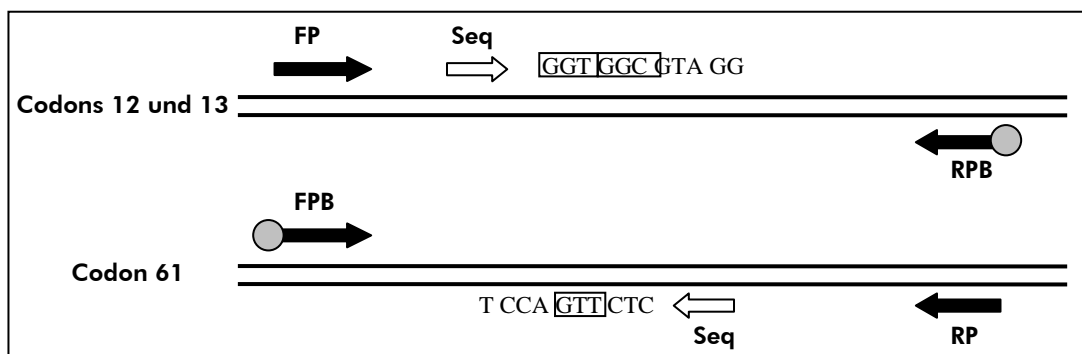 FP Seq GGT GGC GTA GG
Codons 12 und 13
RPB
FPB
Codon 61
T CCA GTT CTC
Seq RP